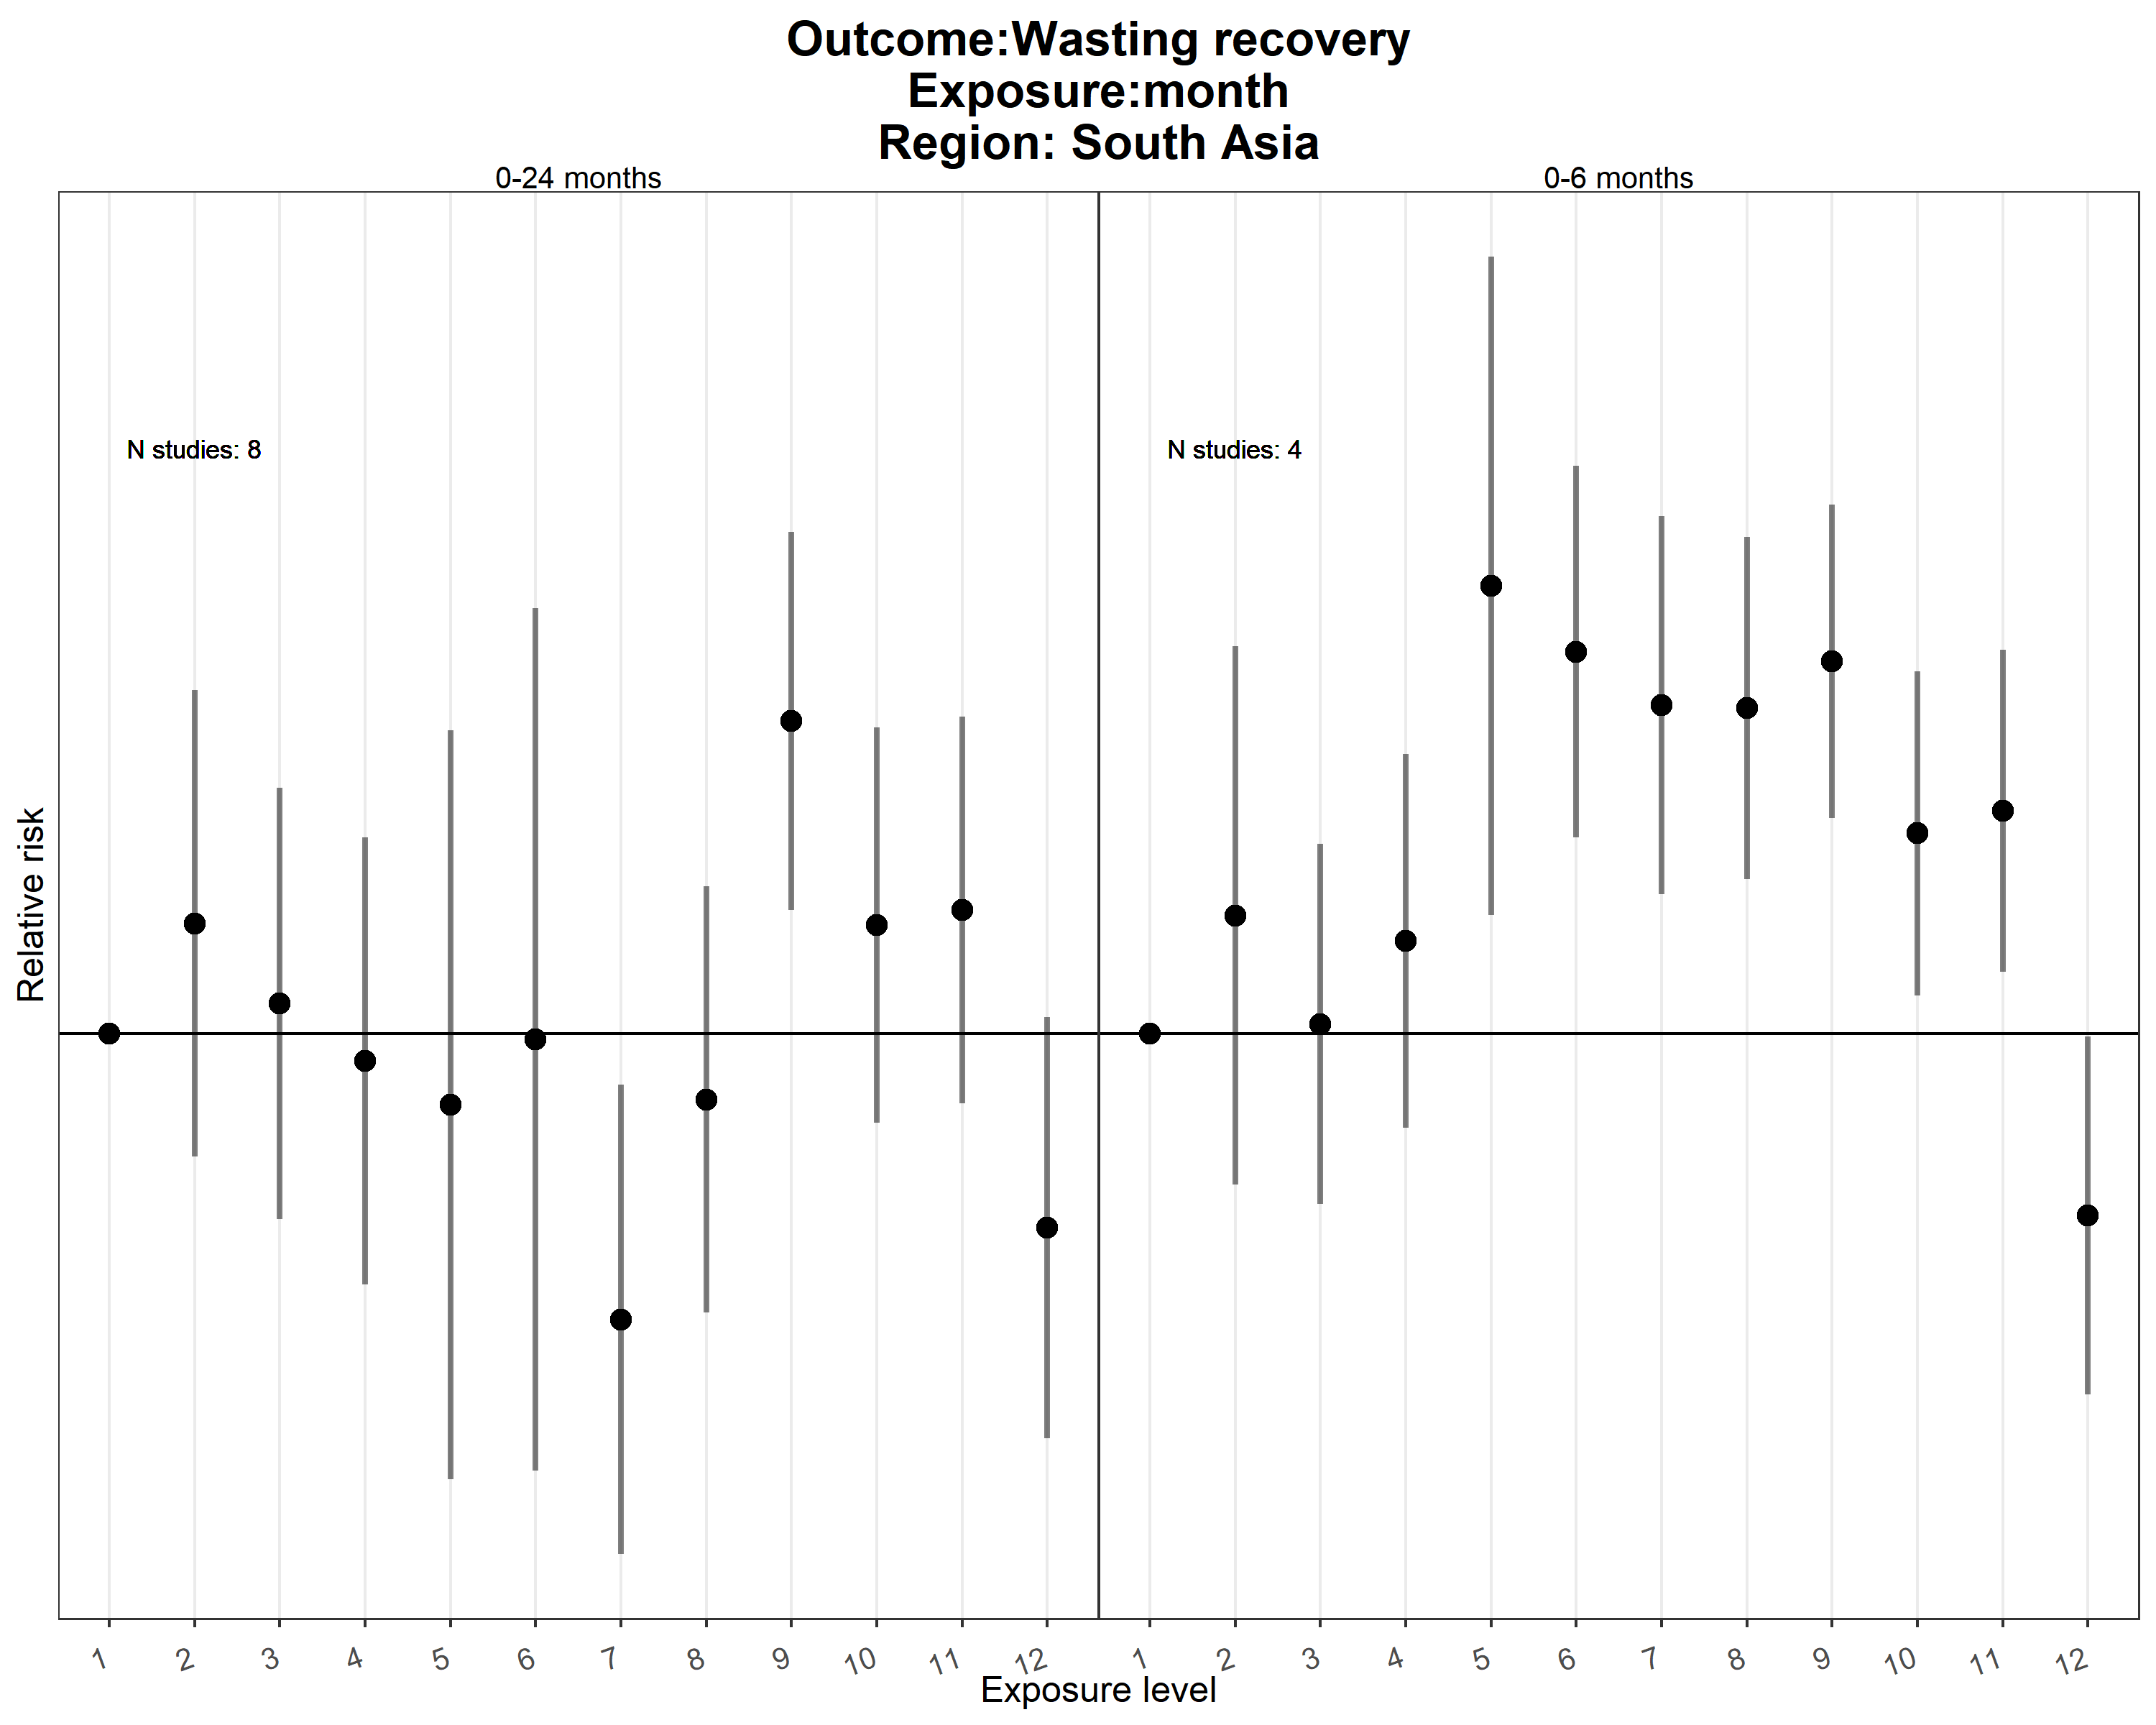 Outcome:Wasting recovery
Exposure:month
Region: South Asia
0-24 months
0-6 months
N studies: 8
N studies: 4
Relative risk
1 2 3 4 5 6 7 8 9 10 11 12
1 2 3 4 5 6 7 8 9 10 11 12
Exposure level